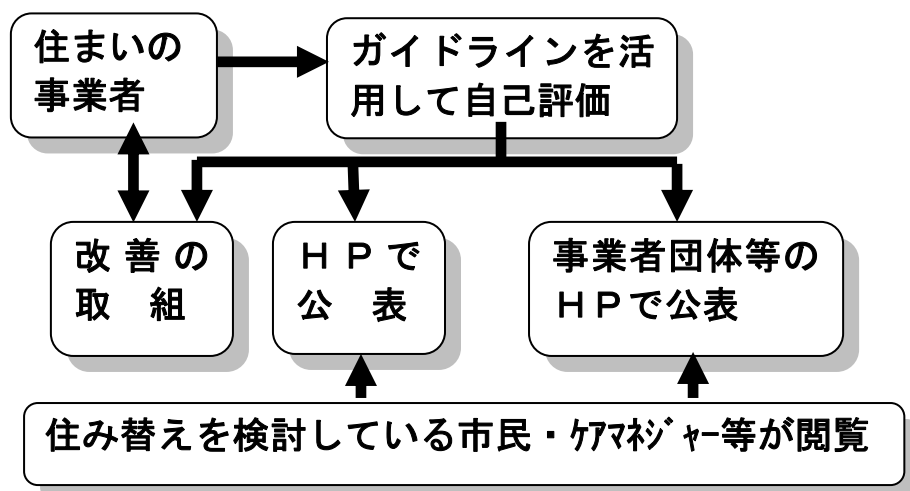 住まいの
事業者
ガイドラインを活
用して自己評価
改 善 の
取　組
ＨＰで
公　表
事業者団体等の
ＨＰで公表
住み替えを検討している市民・ｹｱﾏﾈｼﾞｬｰ等が閲覧